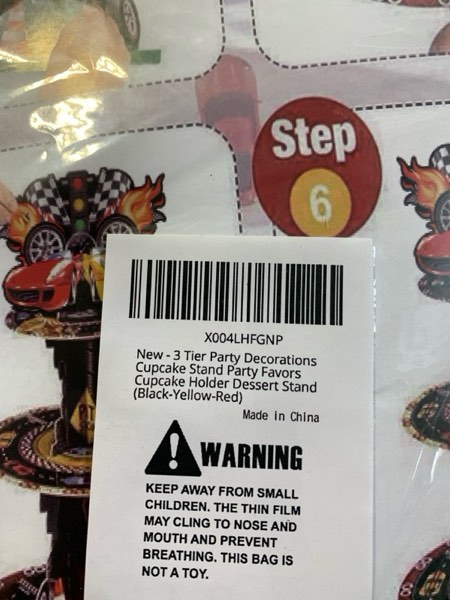 Step
6
X004LHFGNP
New - 3 Tier Party Decorations
Cupcake Stand Party Favors
Cupcake Holder Dessert Stand
(Black-Yellow-Red)
Made in China
WARNING
KEEP AWAY FROM SMALL
CHILDREN. THE THIN FILM
MAY CLING TO NOSE AND
MOUTH AND PREVENT
BREATHING. THIS BAG IS
NOT A TOY.